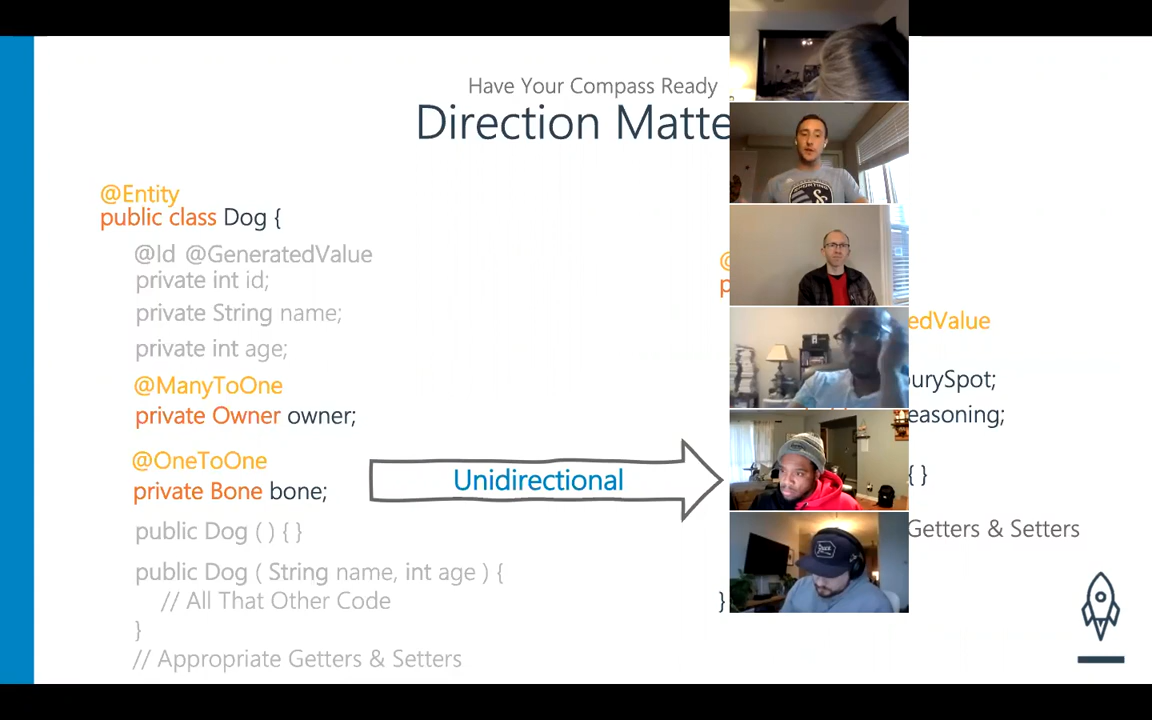 Have Your Compass Ready
Direction Matte
@Entity
public class Dog {
@Id @GeneratedValue
private int id;
private String name;
private int age;
@ManyToOne
private Owner owner;
@OneToOne
private Bone bone;
public Dog ( ) { }
public Dog ( String name, int age ) {
// All That Other Code
}
// Appropriate Getters & Setters
Unidirectional
edValue
urySpot;
easoning;
{ }
Getters & Setters
}